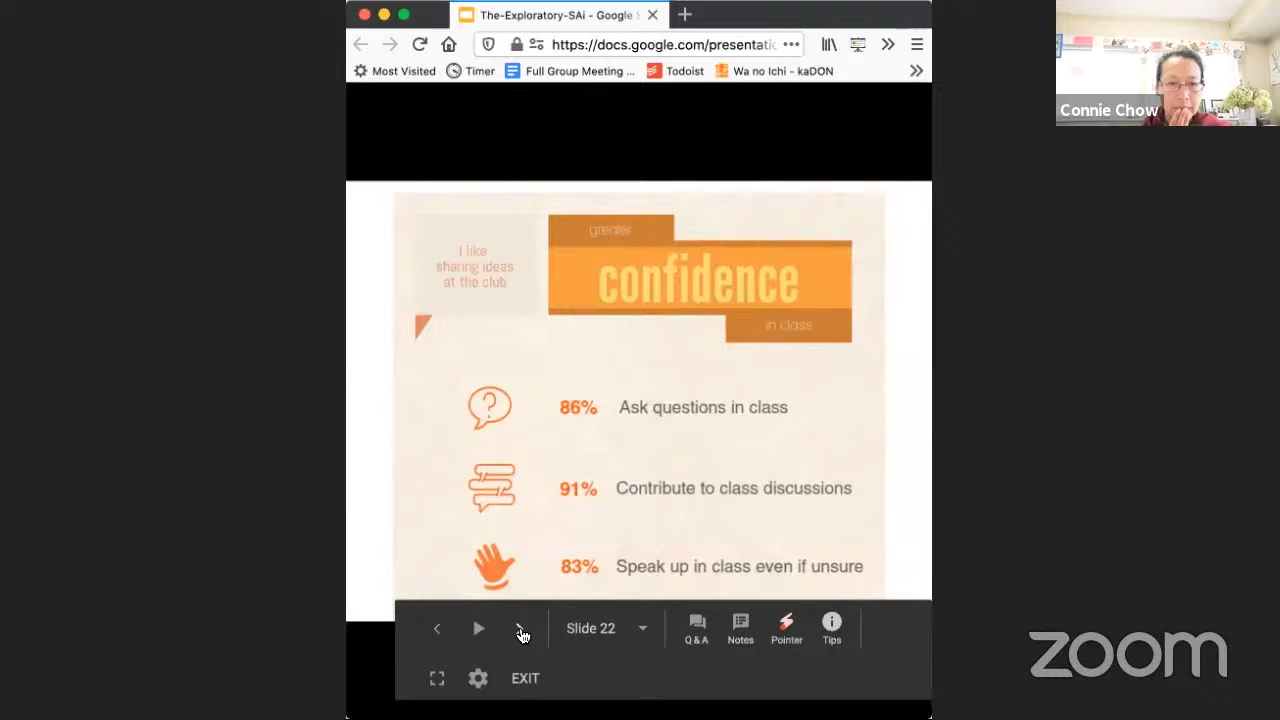 The-Exploratory-SAi - Google
https://docs.google.com/presentatic
Most Visited
Timer
Full Group Meeting ...
Todoist
Wa no Ichi - kaDON
Connie Chow
I like
sharing ideas
at the club
greater
confidence
in class
86% Ask questions in class
91% Contribute to class discussions
83% Speak up in class even if unsure
Slide 22
Q & A
Notes
Pointer
Tips
EXIT
zoom